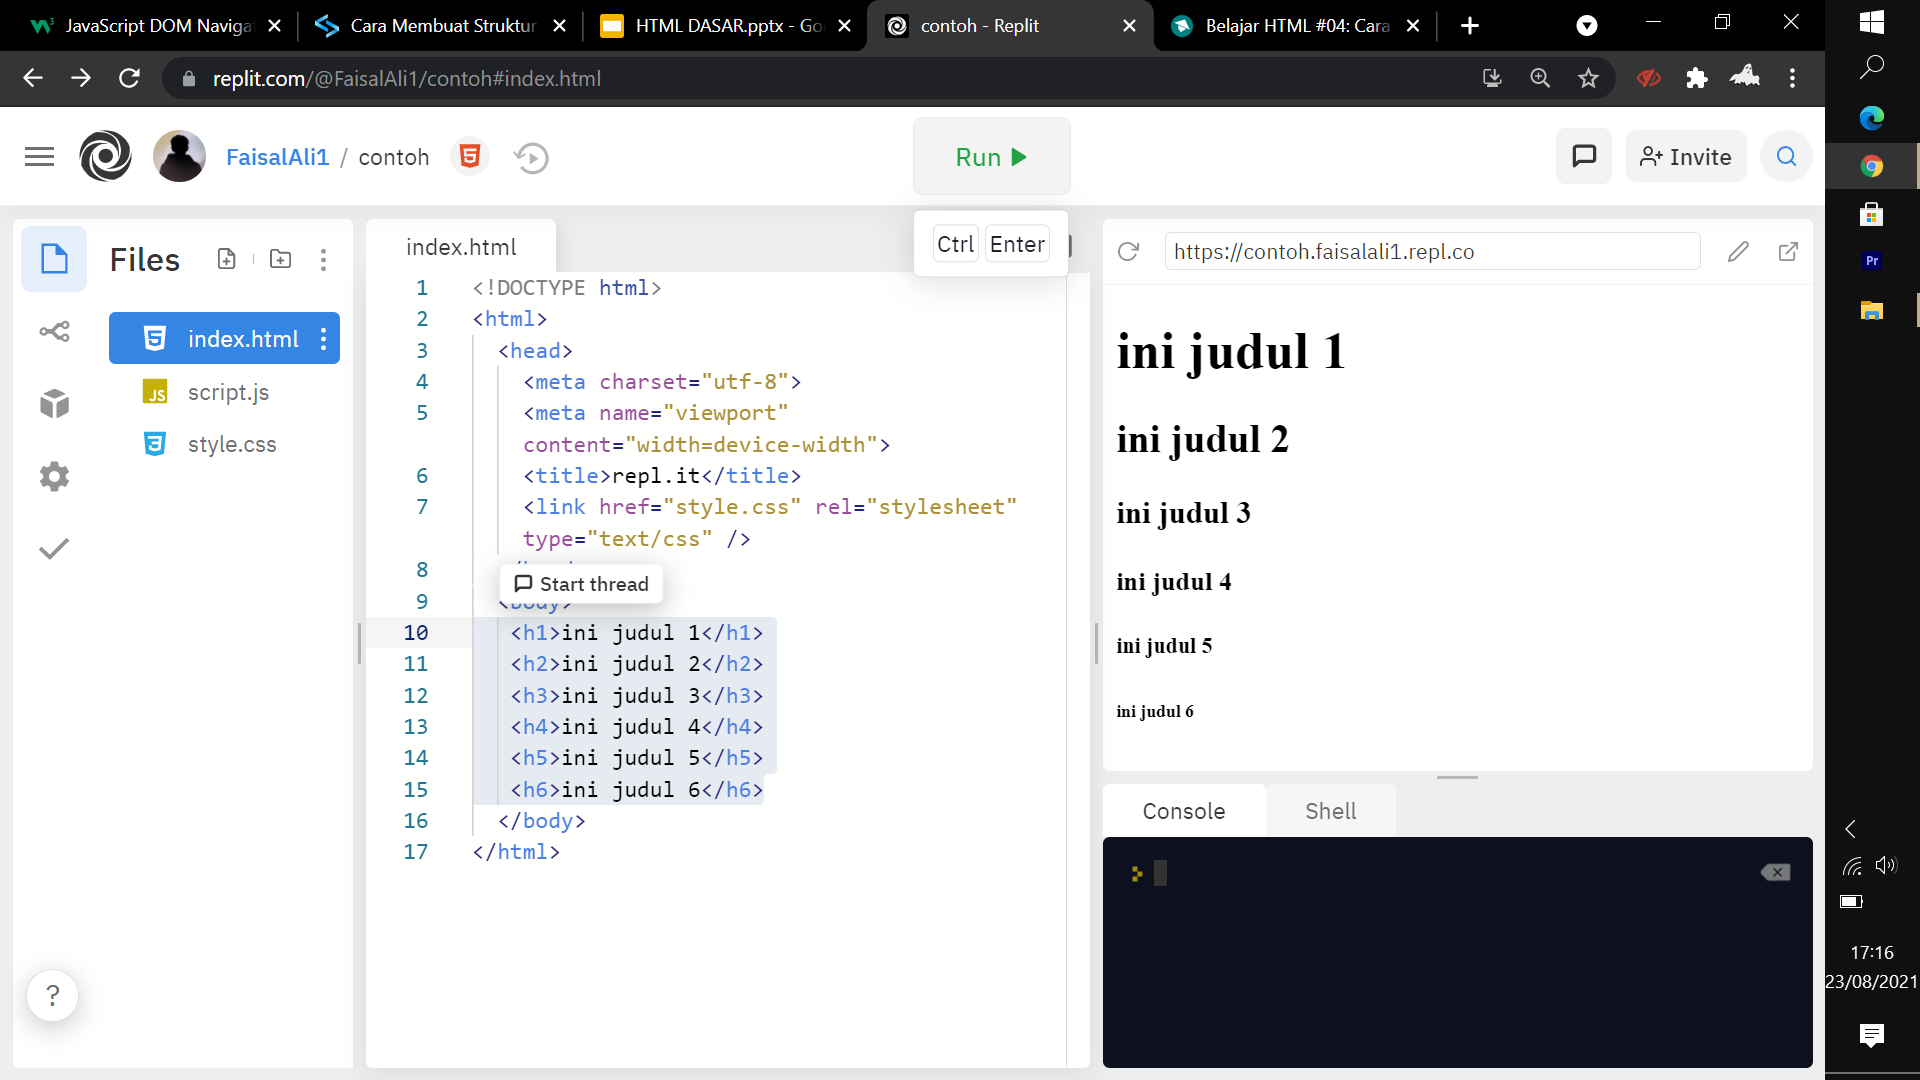 JavaScript DOM Naviga
Cara Membuat Struktur
HTML DASAR.pptx - Go
contoh - Replit
Belajar HTML #04: Cara
replit.com/@FaisalAli1/contoh#index.html
FaisalAli1 / contoh
Run
Invite
Ctrl Enter
Files
index.html
script.js
style.css
index.html
1 <!DOCTYPE html>
2 <html>
3 <head>
4 <meta charset="utf-8">
5 <meta name="viewport"
content="width=device-width">
6 <title>repl.it</title>
7 <link href="style.css" rel="stylesheet"
type="text/css" />
8
Start thread
9 <body>
10 <h1>ini judul 1</h1>
11 <h2>ini judul 2</h2>
12 <h3>ini judul 3</h3>
13 <h4>ini judul 4</h4>
14 <h5>ini judul 5</h5>
15 <h6>ini judul 6</h6>
16 </body>
17 </html>
?
https://contoh.faisalali1.repl.co
ini judul 1
ini judul 2
ini judul 3
ini judul 4
ini judul 5
ini judul 6
Console
Shell
Pr
17:16
23/08/2021